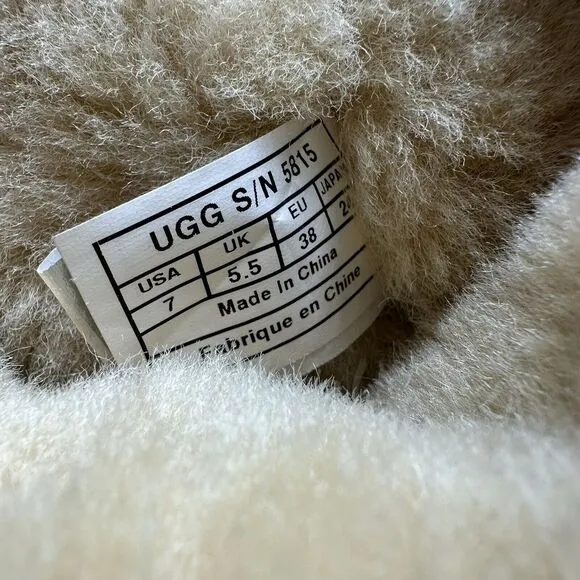 UGG S/N 5815
USA UK EU JAPAN
7 5.5 38
Made In China
Fabrique en Chine